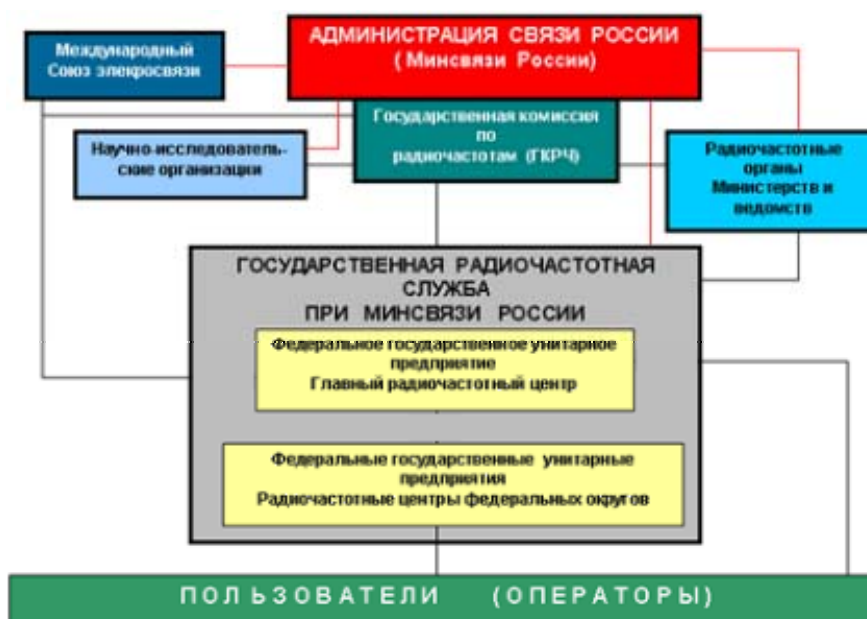 АДМИНИСТРАЦИЯ СВЯЗИ РОССИИ
(Минсвязи России)
Международный
Союз элекросвязи
Государственная комиссия
по
радиочастотам (ГКРЧ)
Научно-исследователь-
ские организации
Радиочастотные
органы
Министерств и
ведомств
ГОСУДАРСТВЕННАЯ РАДИОЧАСТОТНАЯ
СЛУЖБА
ПРИ МИНСВЯЗИ РОССИИ
Федеральное государственное унитарное
предприятие
Главный радиочастотный центр
Федеральные государственные унитарные
предприятия
Радиочастотные центры федеральных округов
ПОЛЬЗОВАТЕЛИ (ОПЕРАТОРЫ)